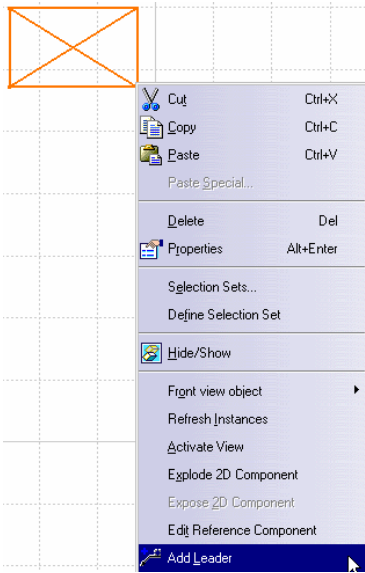 Cut Ctrl+X
Copy Ctrl+C
Paste Ctrl+V
Paste Special...
Delete Del
Properties Alt+Enter
Selection Sets...
Define Selection Set
Hide/Show
Front view object
Refresh Instances
Activate View
Explode 2D Component
Expose 2D Component
Edit Reference Component
Add Leader